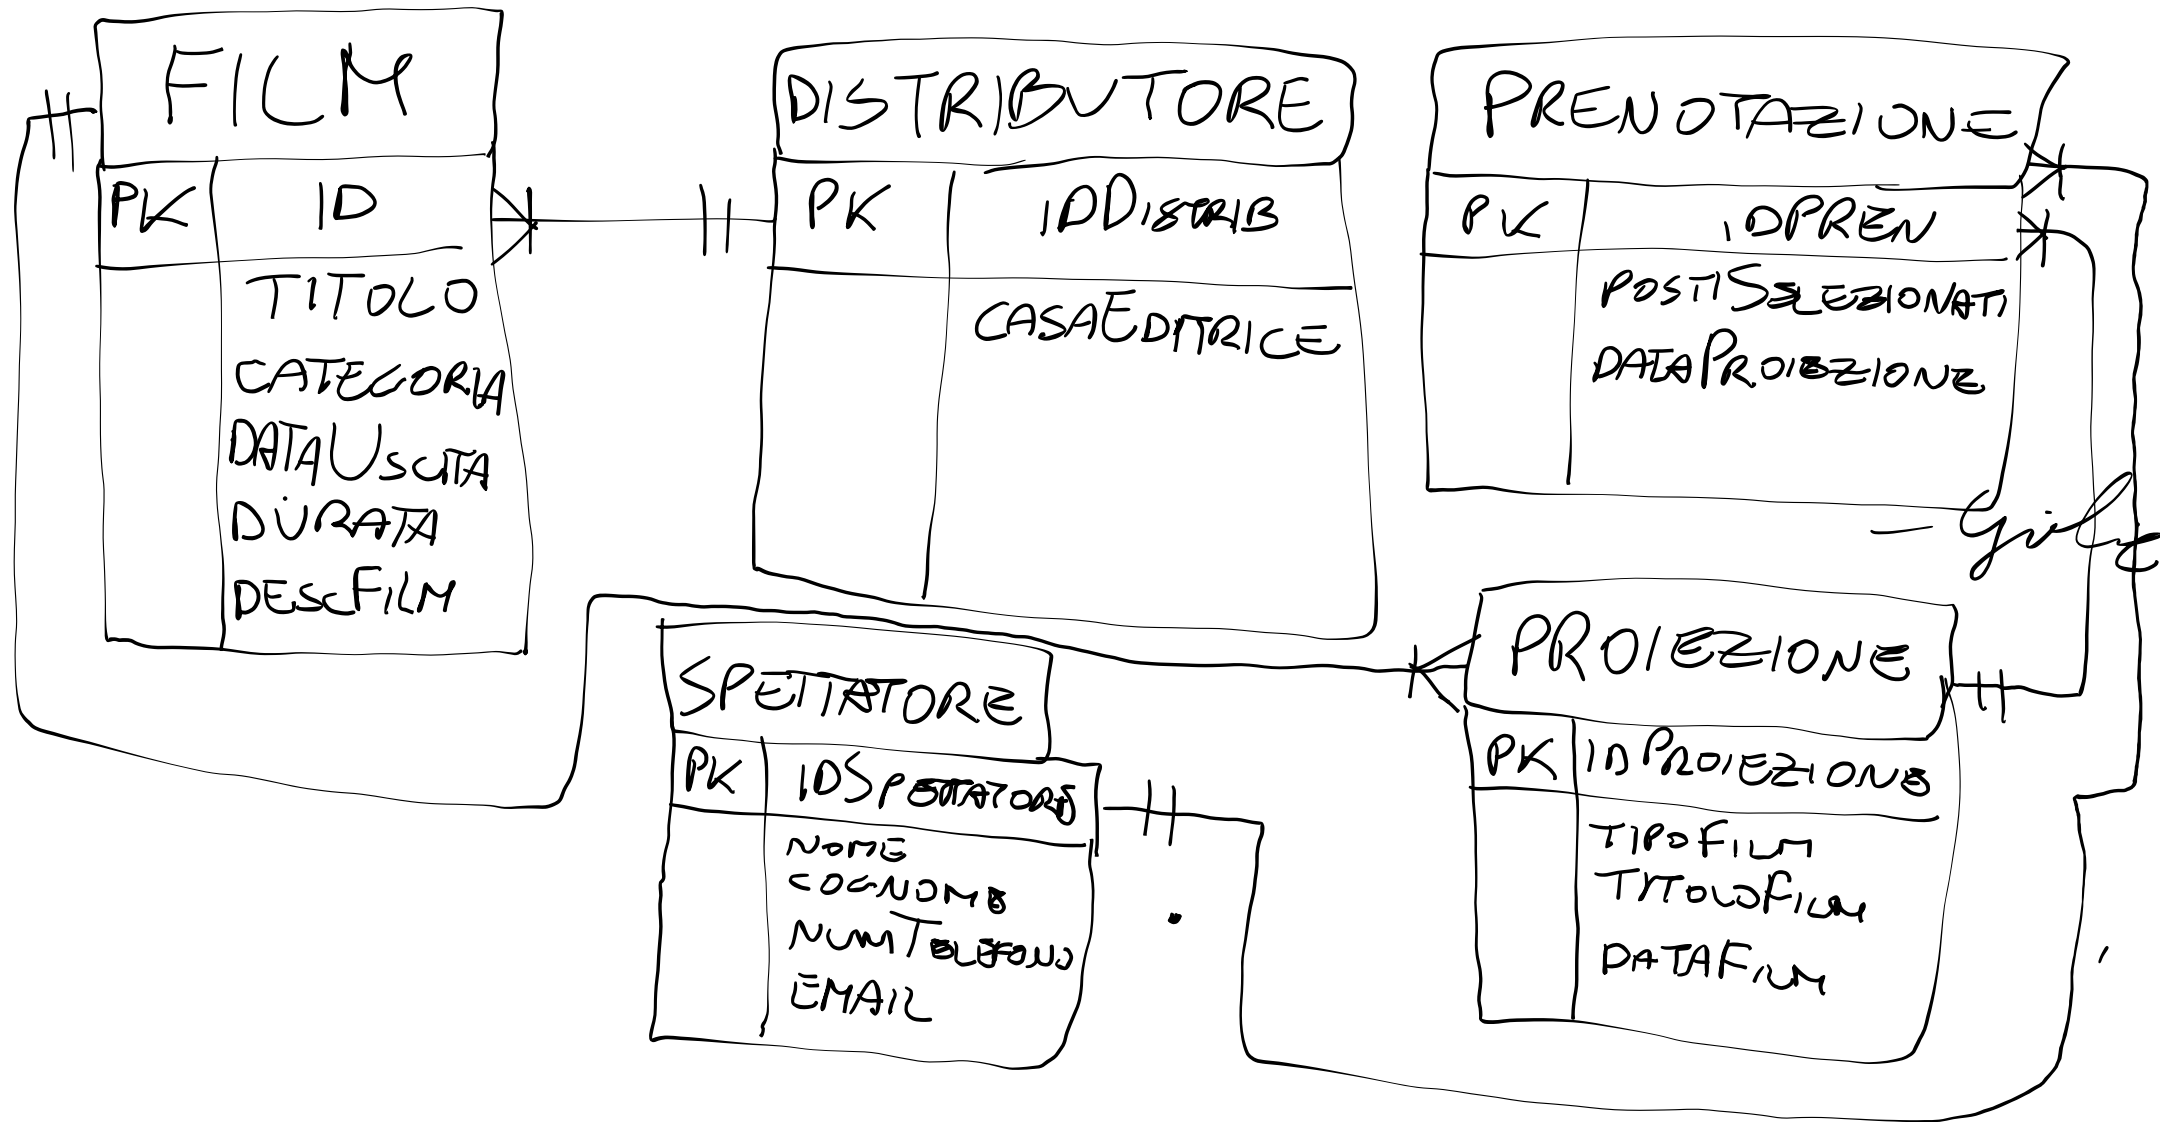 FILM
PK ID
TITOLO
CATEGORIA
DATAUSCITA
DURATA
DESCFILM
DISTRIBUTORE
PK IDDISTRIB
CASAEDITRICE
PRENOTAZIONE
PK IDPREN
POSTISELEZIONATI
DATAPROIEZIONE
SPETTATORE
PK IDSPETTATORE
NOME
COGNOME
NUMTELEFONO
EMAIL
PROIEZIONE
PK IDPROIEZIONE
TIPOFILM
TITOLOFILM
DATAFILM